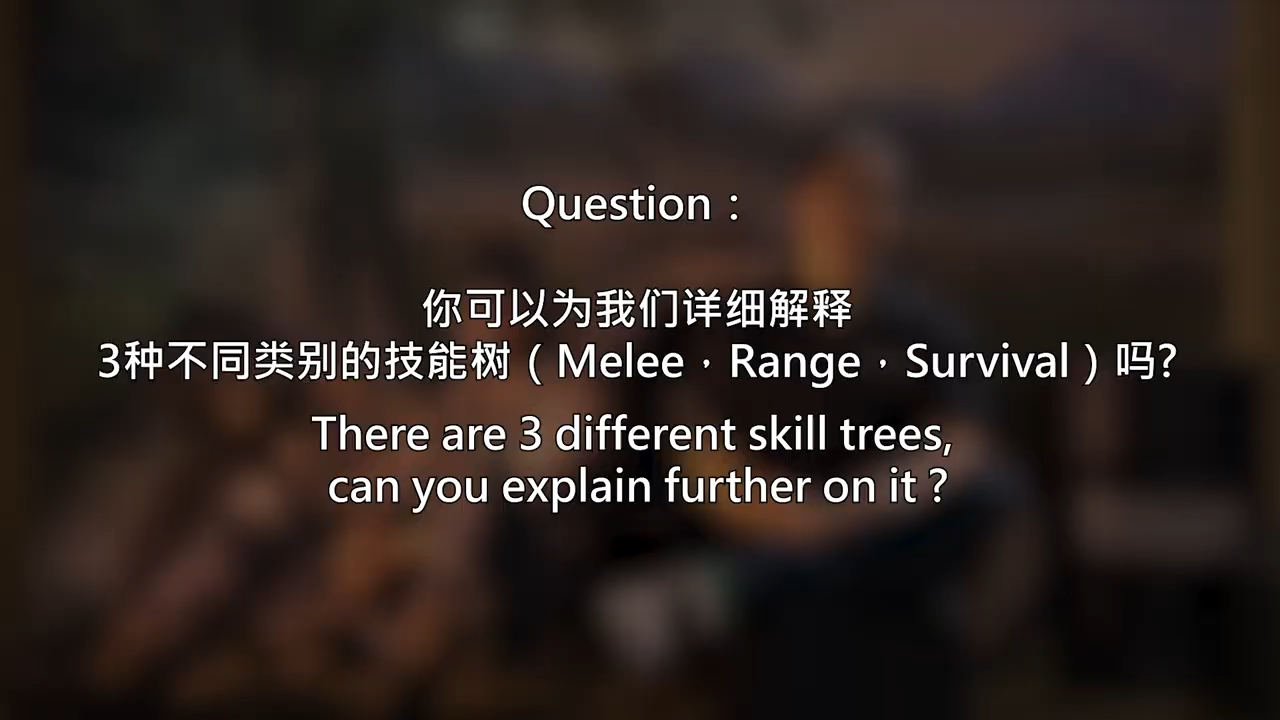 Question：
你可以为我们详细解释
3种不同类别的技能树（Melee，Range，Survival）吗?
There are 3 different skill trees,
can you explain further on it？